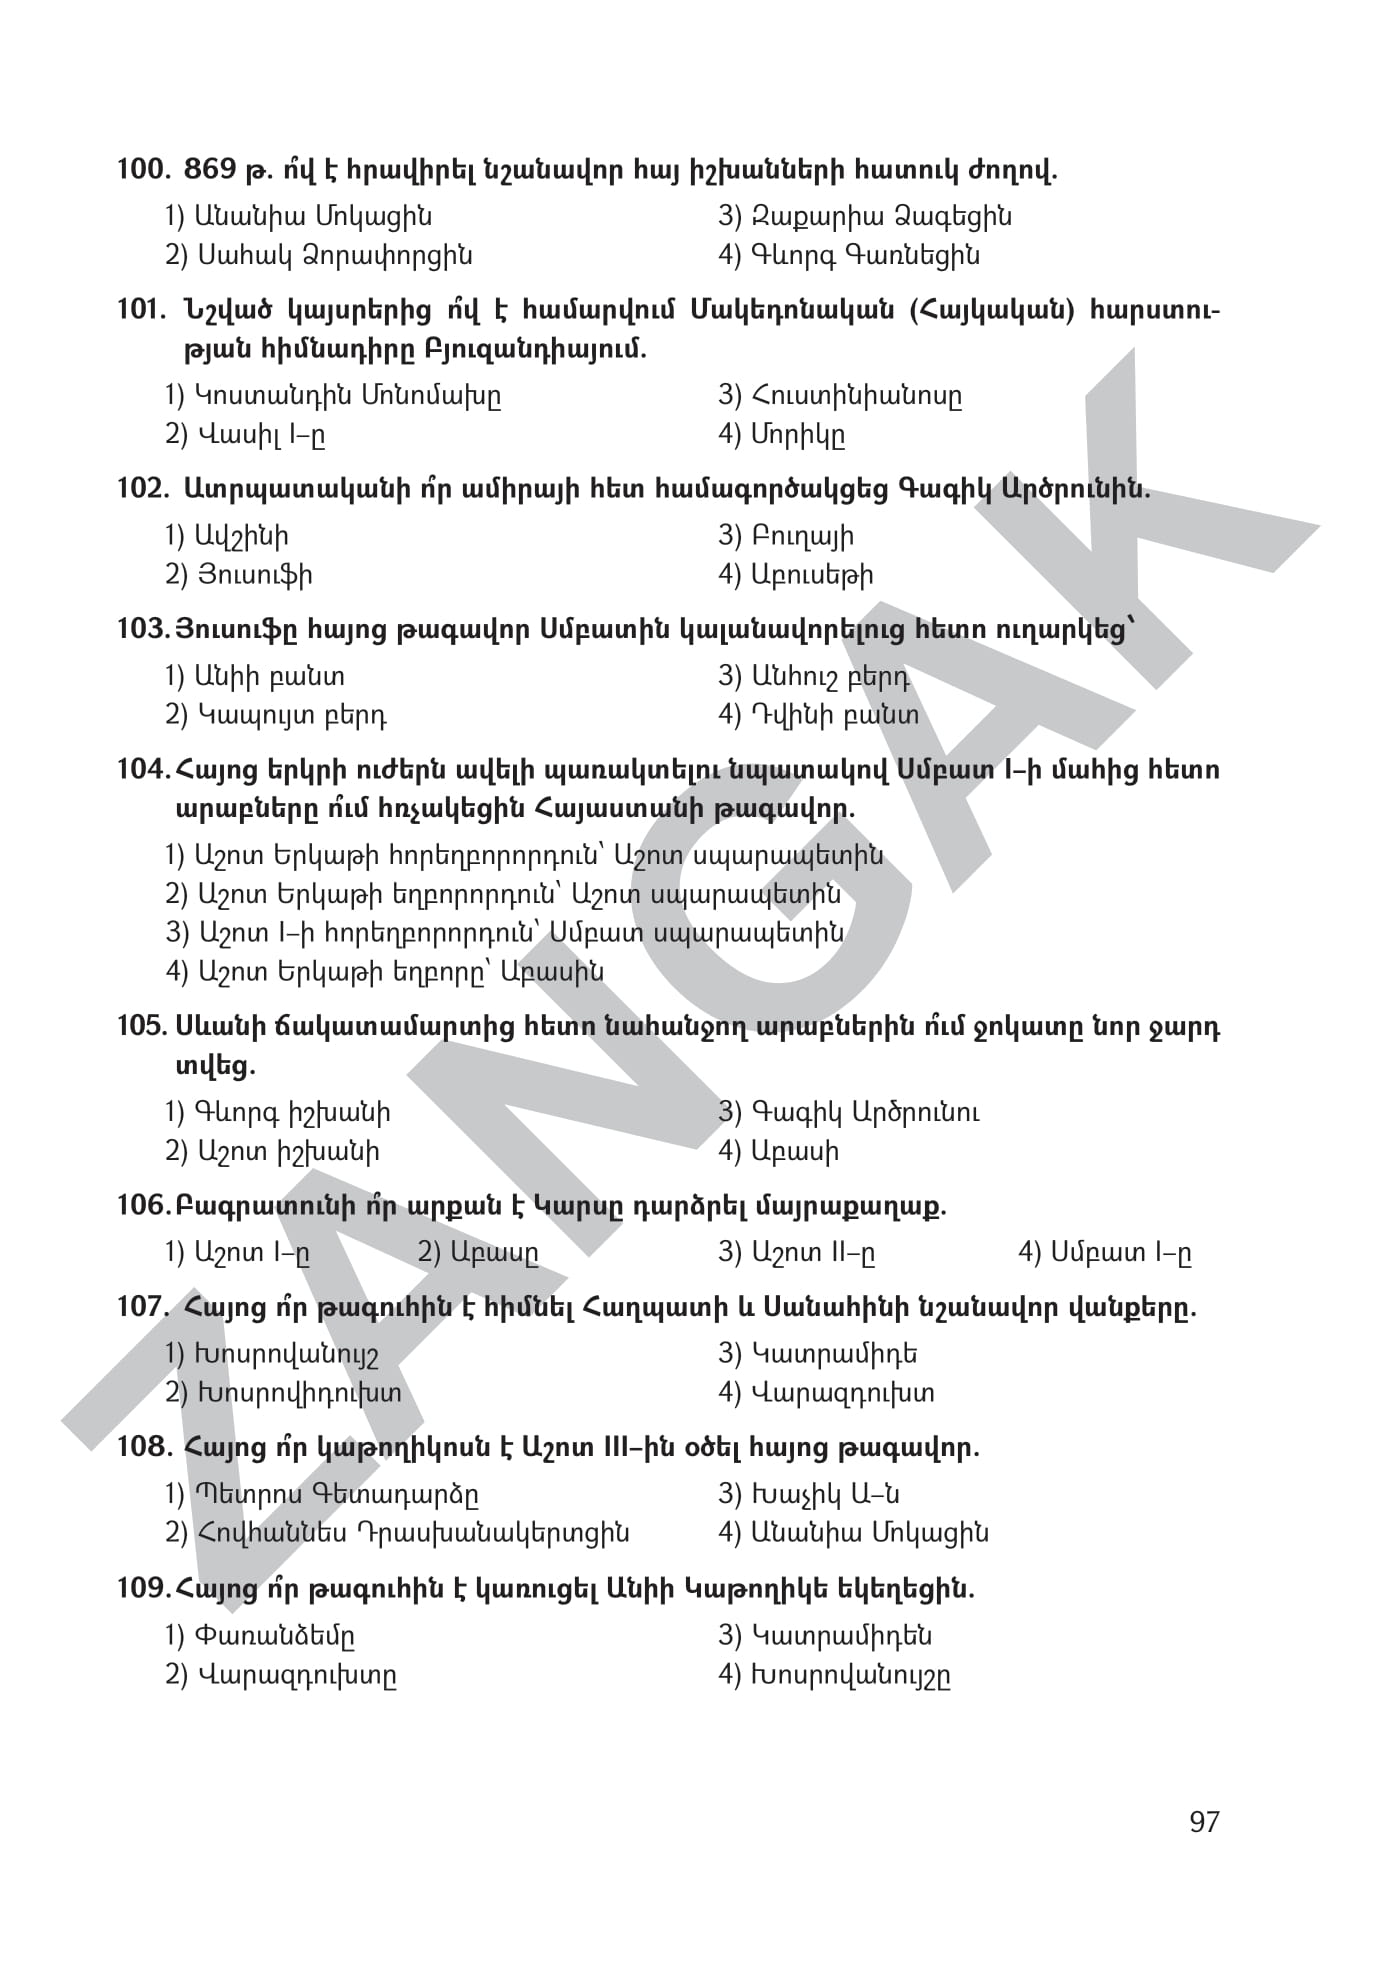 100. 869 թ. ո՞վ է հրավիրել նշանավոր հայ իշխանների հատուկ ժողով.
1) Անանիա Մոկացին 3) Զաքարիա Ձագեցին
2) Սահակ Ձորափորցին 4) Գևորգ Գառնեցին
101. Նշված կայսրերից ո՞վ է համարվում Մակեդոնական (Հայկական) հարստու-
թյան հիմնադիրը Բյուզանդիայում.
1) Կոստանդին Մոնոմախը 3) Հուստինիանոսը
2) Վասիլ I–ը 4) Մորիկը
102. Ատրպատականի ո՞ր ամիրայի հետ համագործակցեց Գագիկ Արծրունին.
1) Ավշինի 3) Բուղայի
2) Յուսուֆի 4) Աբուսեթի
103. Յուսուֆը հայոց թագավոր Սմբատին կալանավորելուց հետո ուղարկեց՝
1) Անիի բանտ 3) Անհուշ բերդ
2) Կապույտ բերդ 4) Դվինի բանտ
104. Հայոց երկրի ուժերն ավելի պառակտելու նպատակով Սմբատ I–ի մահից հետո
արաբները ո՞ւմ հռչակեցին Հայաստանի թագավոր.
1) Աշոտ Երկաթի հորեղբորորդուն՝ Աշոտ սպարապետին
2) Աշոտ Երկաթի եղբորորդուն՝ Աշոտ սպարապետին
3) Աշոտ I–ի հորեղբորորդուն՝ Սմբատ սպարապետին
4) Աշոտ Երկաթի եղբորը՝ Աբասին
105. Սևանի ճակատամարտից հետո նահանջող արաբներին ո՞ւմ ջոկատը նոր ջարդ
տվեց.
1) Գևորգ իշխանի 3) Գագիկ Արծրունու
2) Աշոտ իշխանի 4) Աբասի
106. Բագրատունի ո՞ր արքան է Կարսը դարձրել մայրաքաղաք.
1) Աշոտ I–ը 2) Աբասը 3) Աշոտ II–ը 4) Սմբատ I–ը
107. Հայոց ո՞ր թագուհին է հիմնել Հաղպատի և Սանահինի նշանավոր վանքերը.
1) Խոսրովանույշ 3) Կատրամիդե
2) Խոսրովիդուխտ 4) Վարազդուխտ
108. Հայոց ո՞ր կաթողիկոսն է Աշոտ III–ին օծել հայոց թագավոր.
1) Պետրոս Գետադարձը 3) Խաչիկ Ա–ն
2) Հովհաննես Դրասխանակերտցին 4) Անանիա Մոկացին
109. Հայոց ո՞ր թագուհին է կառուցել Անիի Կաթողիկե եկեղեցին.
1) Փառանձեմը 3) Կատրամիդեն
2) Վարազդուխտը 4) Խոսրովանույշը
97
ZANGAK